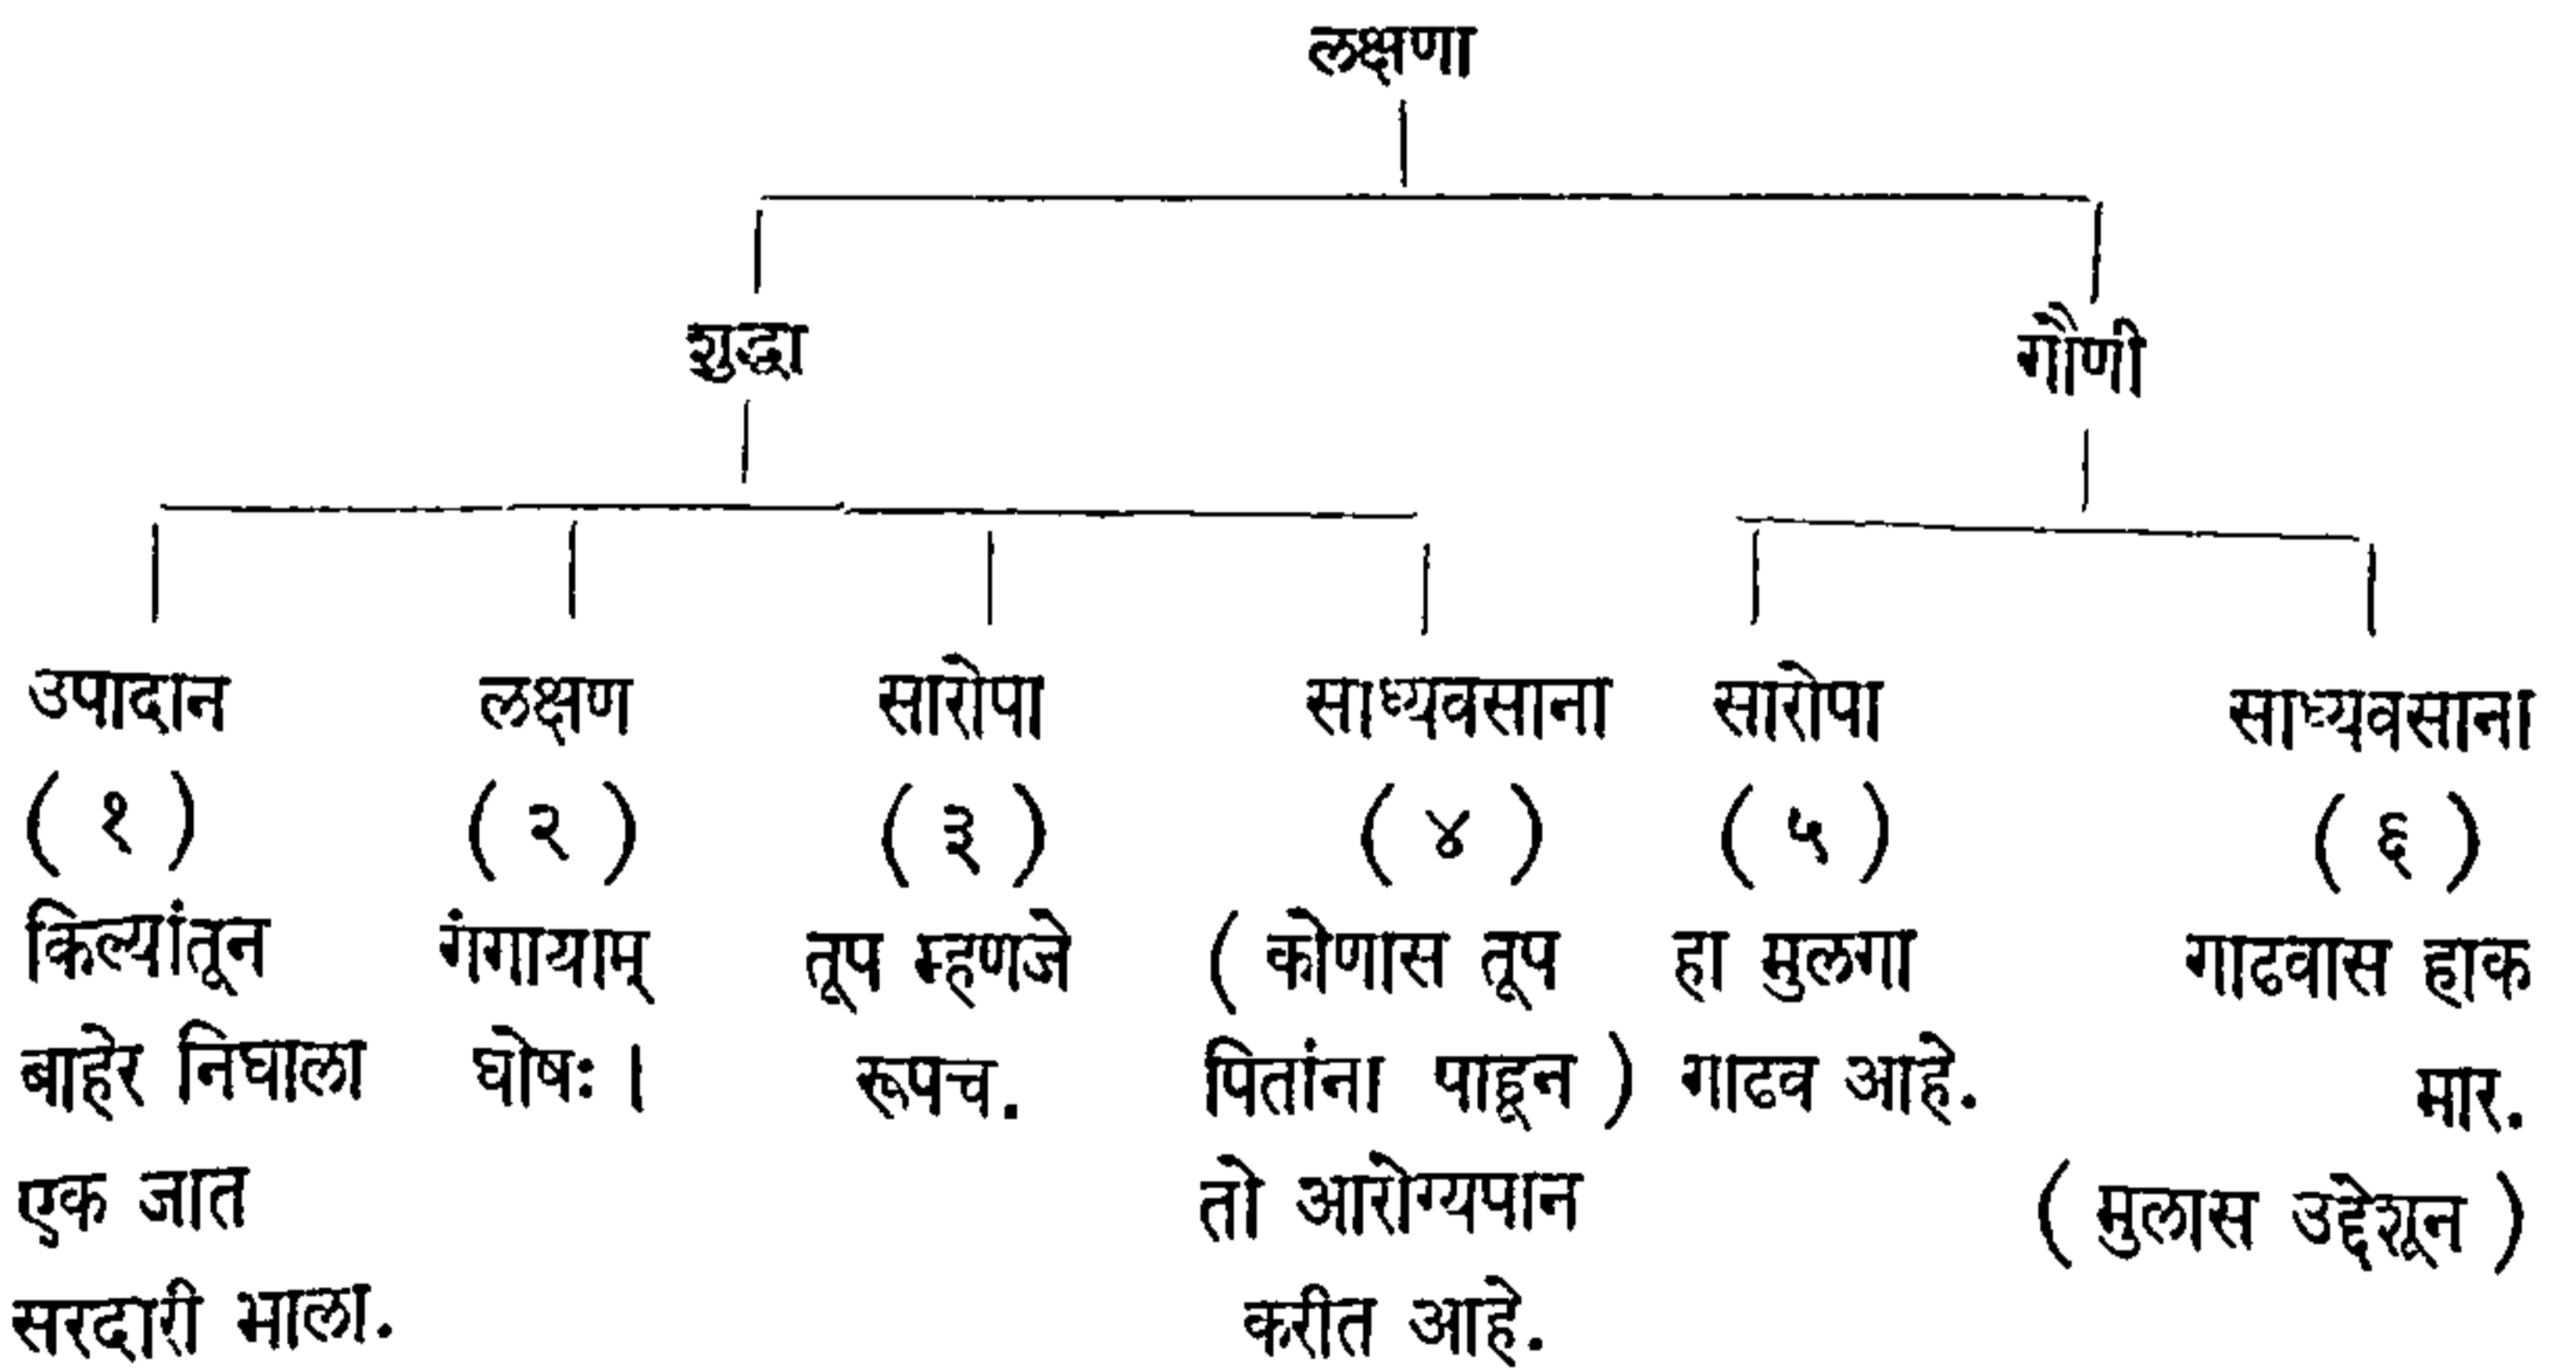 लक्षणा
शुद्धा
गौणी
उपादान
(१)
किल्यांतून
बाहेर निघाला
एक जात
सरदारी भाला.
लक्षण
(२)
गंगायाम्
घोषः।
सारोपा
(३)
तूप म्हणजे
रूपच.
साध्यवसाना
(४)
(कोणास तूप
पितांना पाहून)
तो आरोग्यपान
करीत आहे.
सारोपा
(५)
हा मुलगा
गाढव आहे.
साध्यवसाना
(६)
गाढवास हाक
मार.
(मुलास उद्देशून)